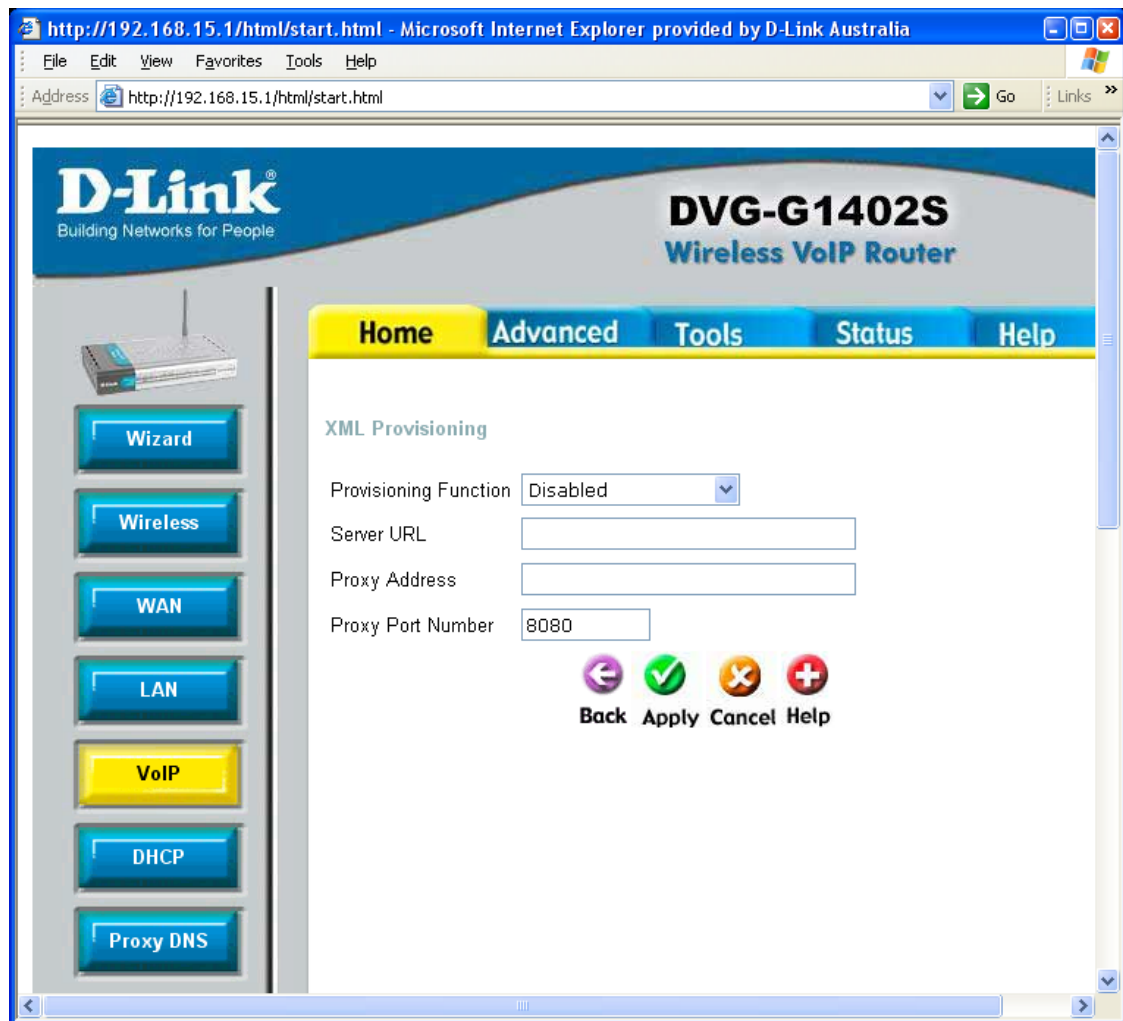 http://192.168.15.1/html/start.html - Microsoft Internet Explorer provided by D-Link Australia
File Edit View Favorites Tools Help
Address http://192.168.15.1/html/start.html Go Links »
D-Link®
Building Networks for People
DVG-G1402S
Wireless VoIP Router
Home Advanced Tools Status Help
Wizard
Wireless
WAN
LAN
VoIP
DHCP
Proxy DNS
XML Provisioning
Provisioning Function Disabled
Server URL
Proxy Address
Proxy Port Number 8080
Back Apply Cancel Help